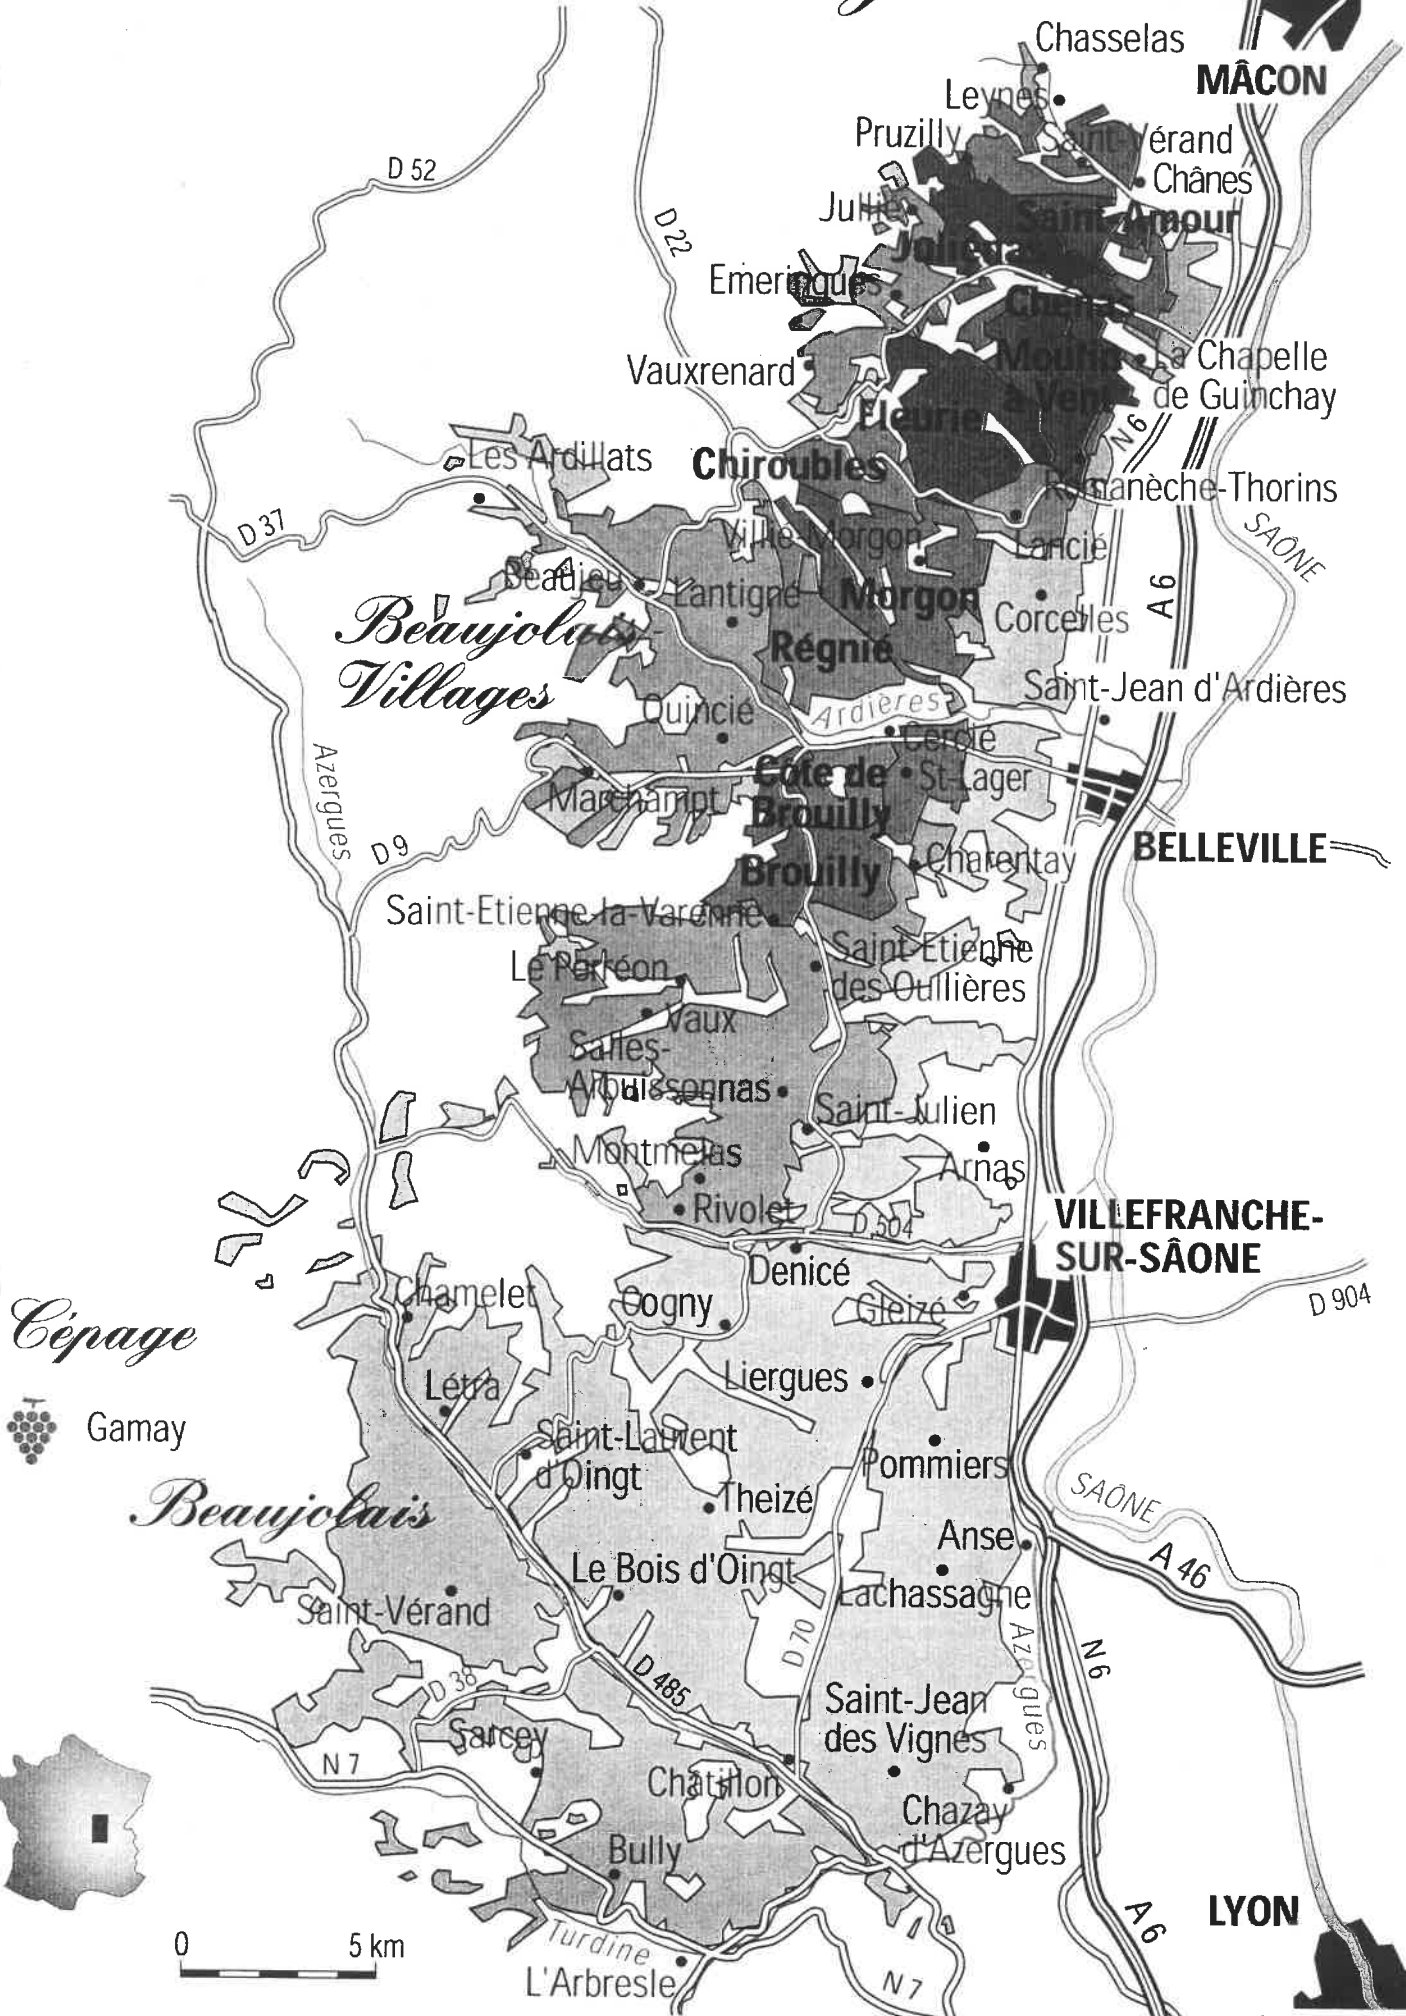 Chasselas
MÂCON
Leynes
Pruzilly
Saint-Vérand
D 52
Chânes
Jullié
Saint-Amour
D 22
Juliénas
Emeringues
Chénas
Moulin
à Vent
La Chapelle
de Guinchay
Vauxrenard
Fleurie
N 6
Les Ardillats
Chiroubles
Romanèche-Thorins
D 37
SAÔNE
Villié-Morgon
Lancié
Beaujeu
Lantigné
Morgon
A 6
Corcelles
Beaujolais-
Villages
Régnié
Saint-Jean d'Ardières
Quincié
Ardières
Cercié
Azergues
Côte de
Brouilly
St-Lager
Marchampt
D 9
BELLEVILLE
Charentay
Brouilly
Saint-Etienne-la-Varenne
Saint-Etienne
des Oullières
Le Perréon
Vaux
Salles-
Arbuissonnas
Saint-Julien
Montmelas
Arnas
Rivolet
D 504
VILLEFRANCHE-
SUR-SÂONE
Denicé
Chamelet
Cogny
Gleizé
D 904
Cépage
Liergues
Létra
Gamay
Saint-Laurent
d'Oingt
Pommiers
Theizé
SAÔNE
Beaujolais
Anse
A 46
Le Bois d'Oingt
Lachassagne
Saint-Vérand
D 70
Azergues
N 6
D 38
D 485
Saint-Jean
des Vignes
Sarcey
N 7
Châtillon
Chazay
d'Azergues
Bully
LYON
A 6
0 5 km
Turdine
L'Arbresle
N 7